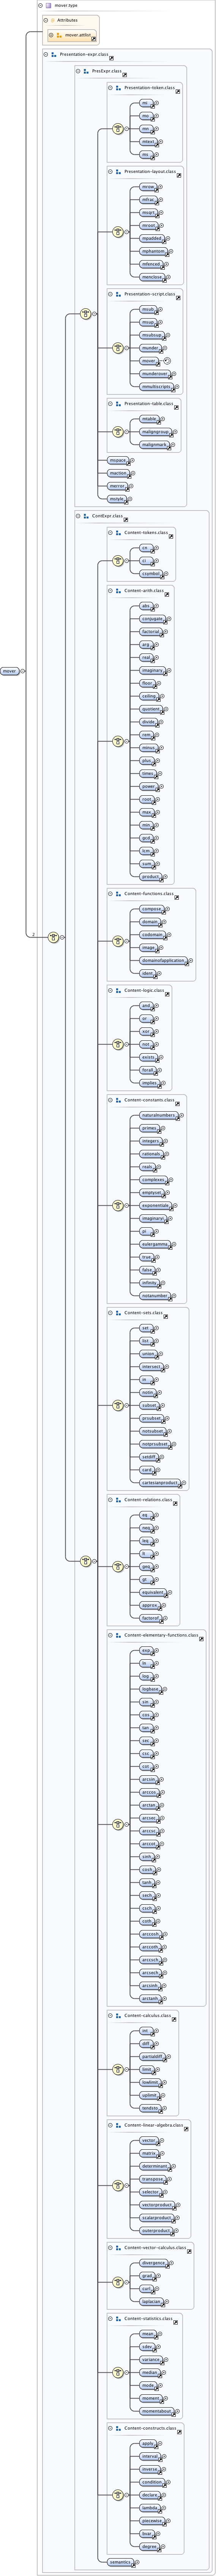 mover.type
Attributes
mover.attlist
Presentation-expr.class
PresExpr.class
Presentation-token.class
mi
mo
mn
mtext
ms
Presentation-layout.class
mrow
mfrac
msqrt
mroot
mpadded
mphantom
mfenced
menclose
Presentation-script.class
msub
msup
msubsup
munder
mover
munderover
mmultiscripts
Presentation-table.class
mtable
maligngroup
malignmark
mspace
maction
merror
mstyle
ContExpr.class
Content-tokens.class
cn
ci
csymbol
Content-arith.class
abs
conjugate
factorial
arg
real
imaginary
mover
floor
ceiling
quotient
divide
rem
minus
plus
times
power
root
max
min
gcd
lcm
sum
product
Content-functions.class
compose
2
domain
codomain
image
domainofapplication
ident
Content-logic.class
and
or
xor
not
exists
forall
implies
Content-constants.class
naturalnumbers
primes
integers
rationals
reals
complexes
emptyset
exponentiale
imaginaryi
pi
eulergamma
true
false
infinity
notanumber
Content-sets.class
set
list
union
intersect
in
notin
subset
prsubset
notsubset
notprsubset
setdiff
card
cartesianproduct
Content-relations.class
eq
neq
leq
lt
geq
gt
equivalent
approx
factorof
Content-elementary-functions.class
exp
ln
log
logbase
sin
cos
tan
sec
csc
cot
arcsin
arccos
arctan
arcsec
arccsc
arccot
sinh
cosh
tanh
sech
csch
coth
arccosh
arccoth
arccsch
arcsech
arcsinh
arctanh
Content-calculus.class
int
diff
partialdiff
limit
lowlimit
uplimit
tendsto
Content-linear-algebra.class
vector
matrix
determinant
transpose
selector
vectorproduct
scalarproduct
outerproduct
Content-vector-calculus.class
divergence
grad
curl
laplacian
Content-statistics.class
mean
sdev
variance
median
mode
moment
momentabout
Content-constructs.class
apply
interval
inverse
condition
declare
lambda
piecewise
bvar
degree
semantics